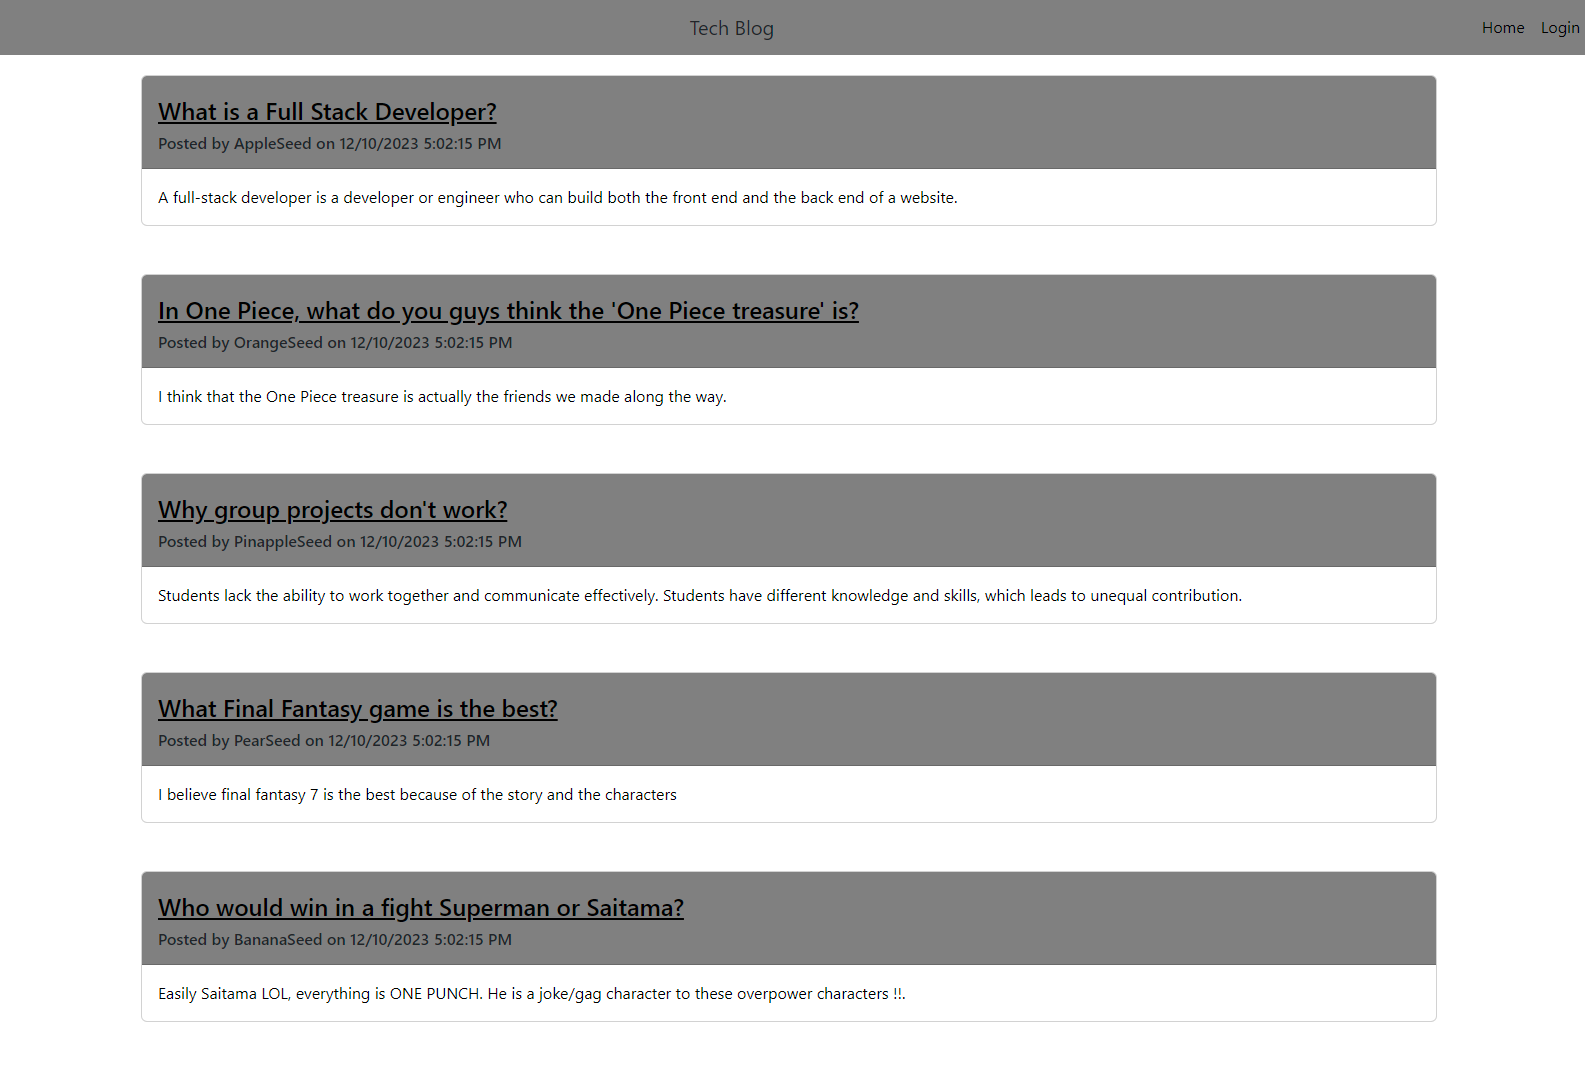 Tech Blog
Home Login
What is a Full Stack Developer?
Posted by AppleSeed on 12/10/2023 5:02:15 PM
A full-stack developer is a developer or engineer who can build both the front end and the back end of a website.
In One Piece, what do you guys think the 'One Piece treasure' is?
Posted by OrangeSeed on 12/10/2023 5:02:15 PM
I think that the One Piece treasure is actually the friends we made along the way.
Why group projects don't work?
Posted by PinappleSeed on 12/10/2023 5:02:15 PM
Students lack the ability to work together and communicate effectively. Students have different knowledge and skills, which leads to unequal contribution.
What Final Fantasy game is the best?
Posted by PearSeed on 12/10/2023 5:02:15 PM
I believe final fantasy 7 is the best because of the story and the characters
Who would win in a fight Superman or Saitama?
Posted by BananaSeed on 12/10/2023 5:02:15 PM
Easily Saitama LOL, everything is ONE PUNCH. He is a joke/gag character to these overpower characters !!.